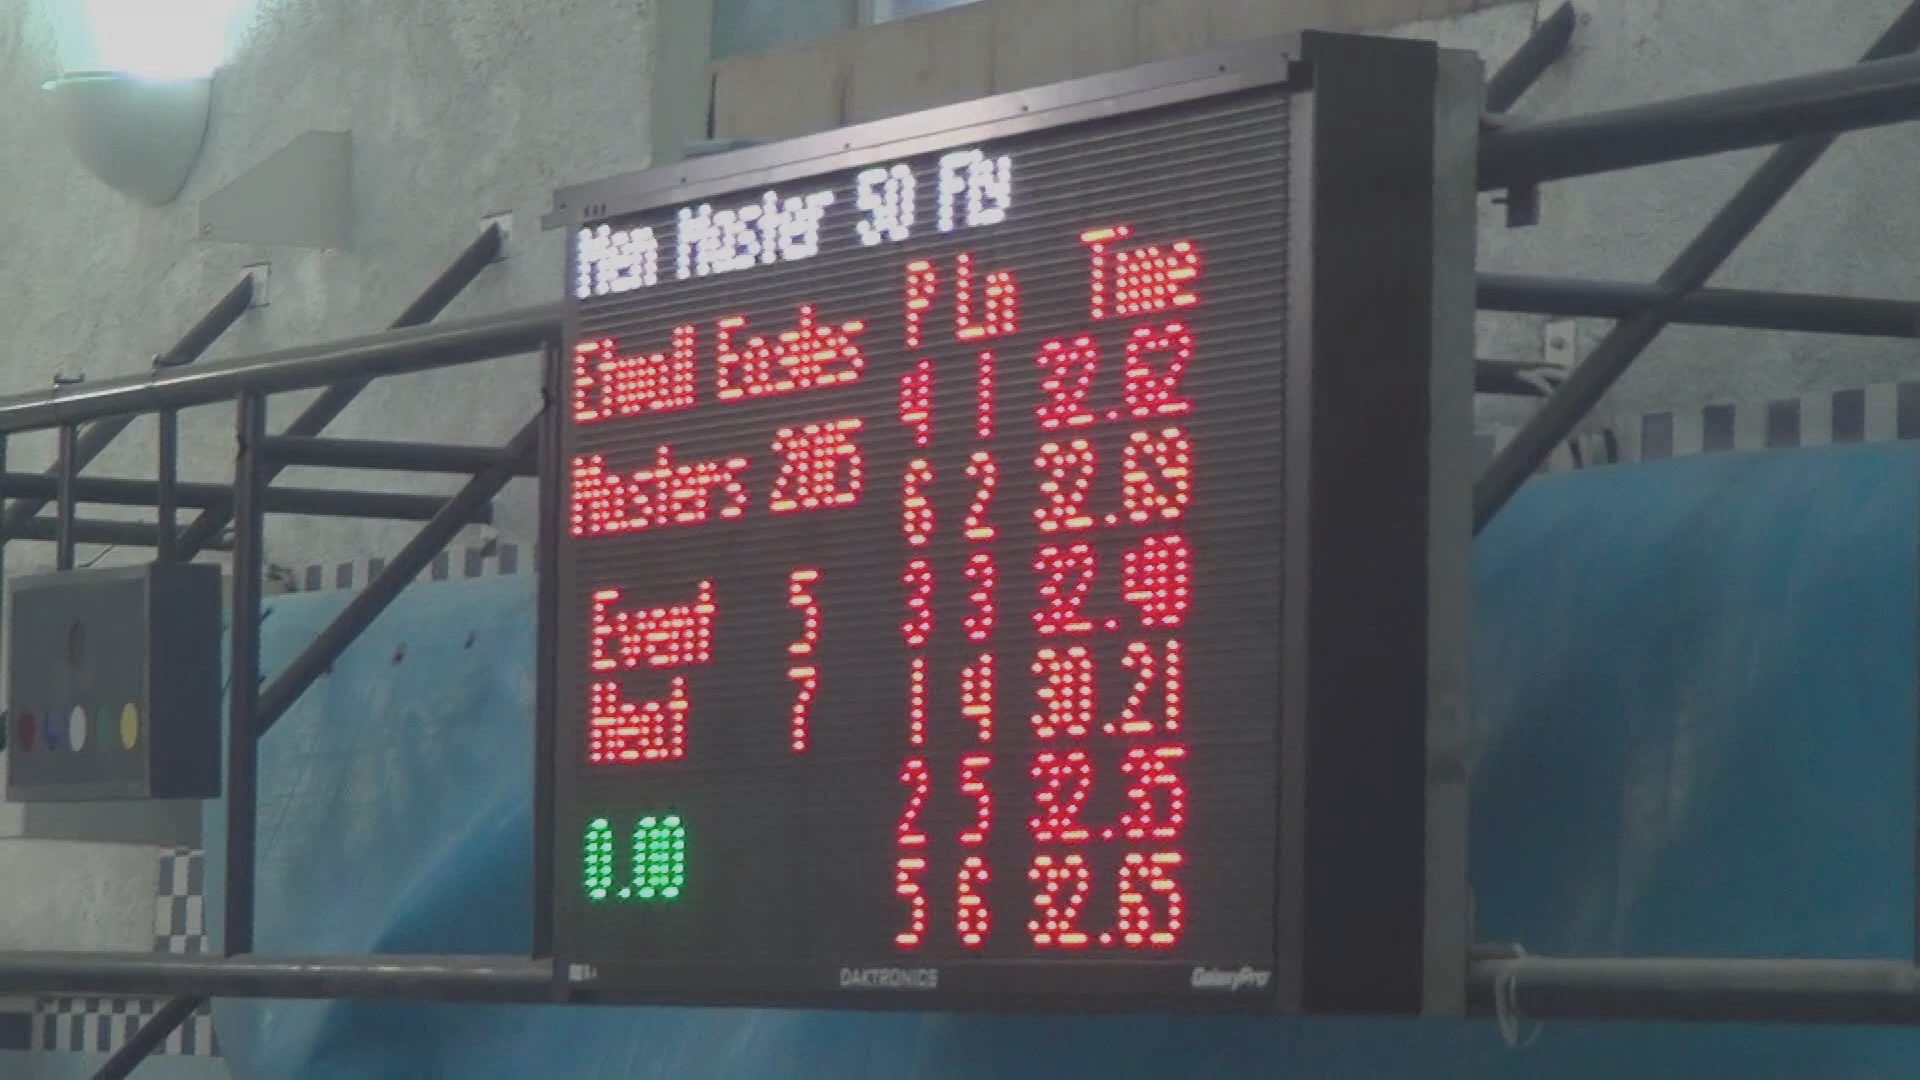 Men Master 50 Fly
P Ln Time
4 1 32.62
Masters 2015
6 2 32.69
3 3 32.40
Event 5
1 4 30.21
Heat 7
2 5 32.35
0.00
5 6 32.65
DAKTRONICS
GalaxyPro